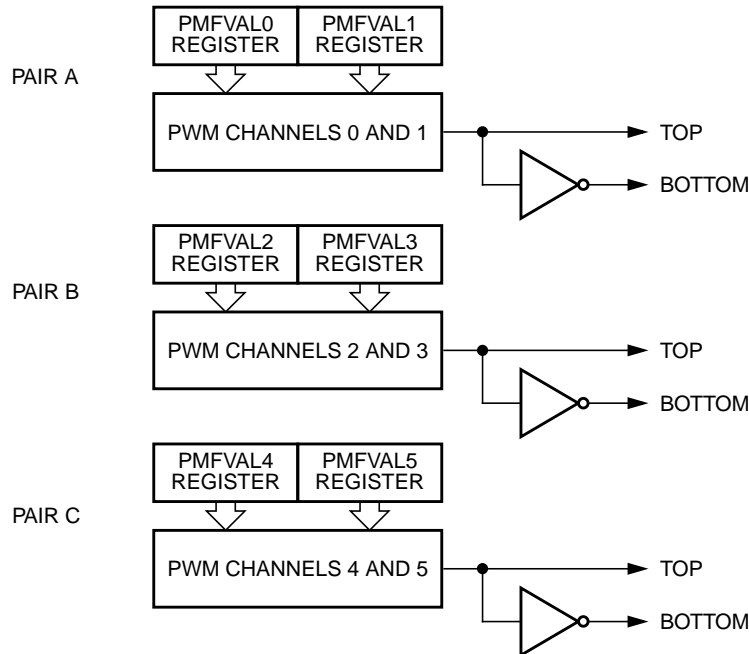 PMFVAL0 REGISTER
PMFVAL1 REGISTER
PAIR A
PWM CHANNELS 0 AND 1
TOP
BOTTOM
PMFVAL2 REGISTER
PMFVAL3 REGISTER
PAIR B
PWM CHANNELS 2 AND 3
TOP
BOTTOM
PMFVAL4 REGISTER
PMFVAL5 REGISTER
PAIR C
PWM CHANNELS 4 AND 5
TOP
BOTTOM